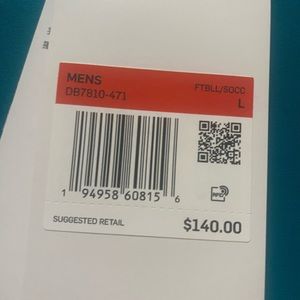 MENS
FTBLL/SOCC
DB7810-471
L
1 94958 60815 6
SUGGESTED RETAIL
$140.00